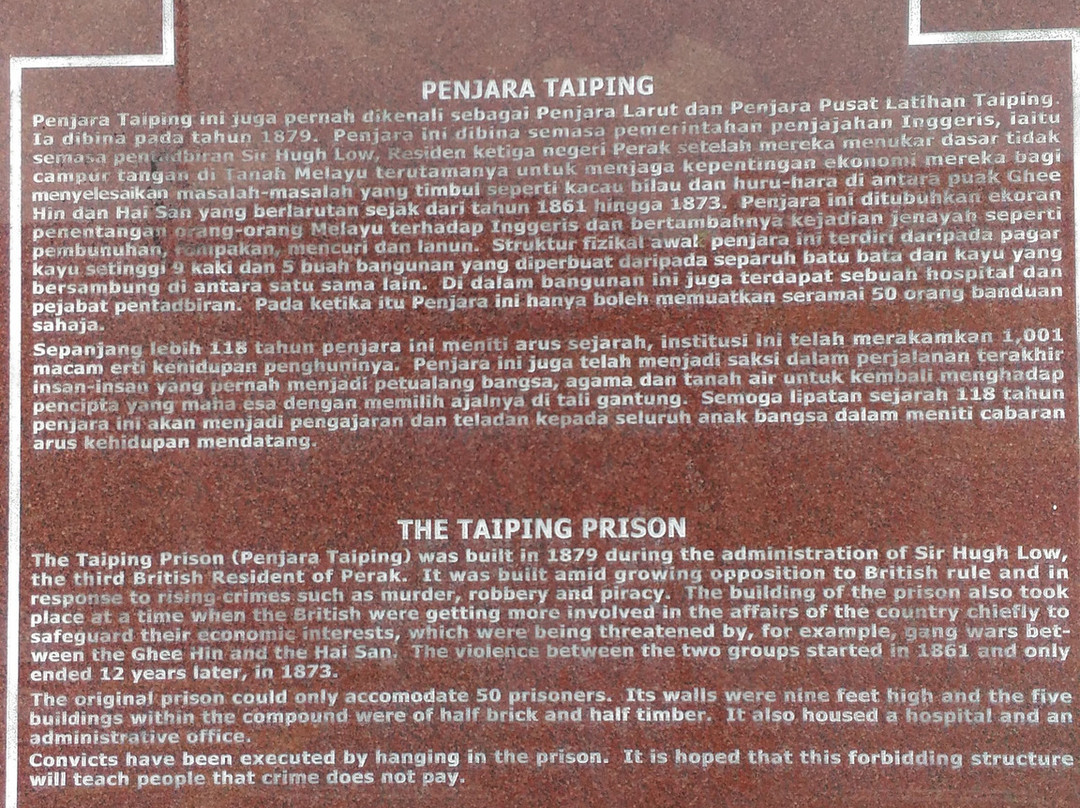 PENJARA TAIPING
Penjara Taiping ini juga pernah dikenali sebagai Penjara Larut dan Penjara Pusat Latihan Taiping.
Ia dibina pada tahun 1879. Penjara ini dibina semasa pemerintahan penjajahan Inggeris, iaitu
semasa pentadbiran Sir Hugh Low, Residen ketiga negeri Perak setelah mereka menukar dasar tidak
campur tangan di Tanah Melayu terutamanya untuk menjaga kepentingan ekonomi mereka bagi
menyelesaikan masalah-masalah yang timbul seperti kacau bilau dan huru-hara di antara puak Ghee
Hin dan Hai San yang berlarutan sejak dari tahun 1861 hingga 1873. Penjara ini ditubuhkan ekoran
penentangan orang-orang Melayu terhadap Inggeris dan bertambahnya kejadian jenayah seperti
pembunuhan, rompakan, mencuri dan lanun. Struktur fizikal awal penjara ini terdiri daripada pagar
kayu setinggi 9 kaki dan 5 buah bangunan yang diperbuat daripada separuh batu bata dan kayu yang
bersambung di antara satu sama lain. Di dalam bangunan ini juga terdapat sebuah hospital dan
pejabat pentadbiran. Pada ketika itu Penjara ini hanya boleh memuatkan seramai 50 orang banduan
sahaja.
Sepanjang lebih 118 tahun penjara ini meniti arus sejarah, institusi ini telah merakamkan 1,001
macam erti kehidupan penghuninya. Penjara ini juga telah menjadi saksi dalam perjalanan terakhir
insan-insan yang pernah menjadi petualang bangsa, agama dan tanah air untuk kembali menghadap
pencipta yang maha esa dengan memilih ajalnya di tali gantung. Semoga lipatan sejarah 118 tahun
penjara ini akan menjadi pengajaran dan teladan kepada seluruh anak bangsa dalam meniti cabaran
arus kehidupan mendatang.
THE TAIPING PRISON
The Taiping Prison (Penjara Taiping) was built in 1879 during the administration of Sir Hugh Low,
the third British Resident of Perak. It was built amid growing opposition to British rule and in
response to rising crimes such as murder, robbery and piracy. The building of the prison also took
place at a time when the British were getting more involved in the affairs of the country chiefly to
safeguard their economic interests, which were being threatened by, for example, gang wars bet-
ween the Ghee Hin and the Hai San. The violence between the two groups started in 1861 and only
ended 12 years later, in 1873.
The original prison could only accomodate 50 prisoners. Its walls were nine feet high and the five
buildings within the compound were of half brick and half timber. It also housed a hospital and an
administrative office.
Convicts have been executed by hanging in the prison. It is hoped that this forbidding structure
will teach people that crime does not pay.